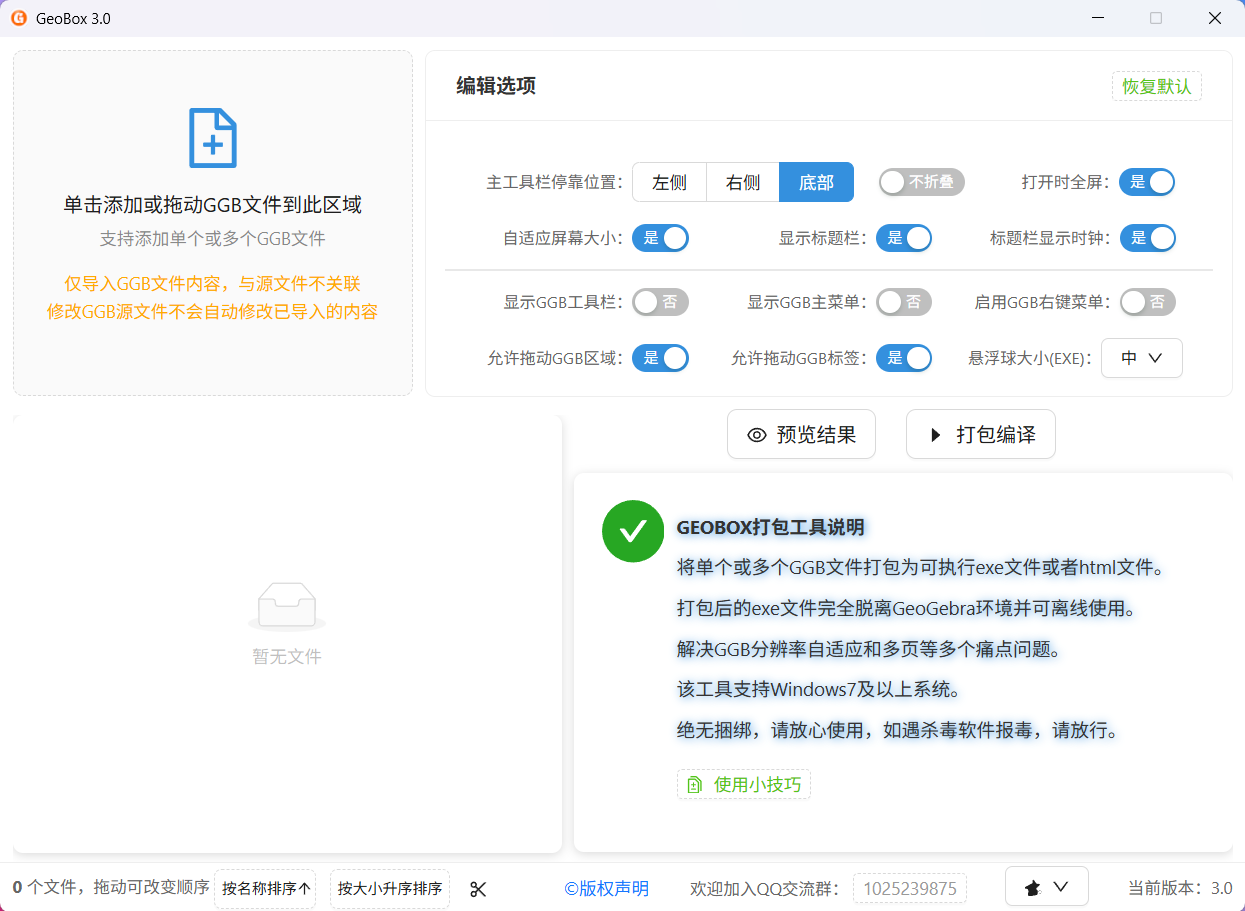 GeoBox 3.0
单击添加或拖动GGB文件到此区域
支持添加单个或多个GGB文件
仅导入GGB文件内容，与源文件不关联
修改GGB源文件不会自动修改已导入的内容
编辑选项
恢复默认
主工具栏停靠位置： 左侧 右侧 底部 不折叠 打开时全屏： 是
自适应屏幕大小： 是 显示标题栏： 是 标题栏显示时钟： 是
显示GGB工具栏： 否 显示GGB主菜单： 否 启用GGB右键菜单： 否
允许拖动GGB区域： 是 允许拖动GGB标签： 是 悬浮球大小(EXE)： 中
预览结果 打包编译
暂无文件
GEOBOX打包工具说明
将单个或多个GGB文件打包为可执行exe文件或者html文件。
打包后的exe文件完全脱离GeoGebra环境并可离线使用。
解决GGB分辨率自适应和多页等多个痛点问题。
该工具支持Windows7及以上系统。
绝无捆绑，请放心使用，如遇杀毒软件报毒，请放行。
使用小技巧
0 个文件，拖动可改变顺序 按名称排序↑ 按大小升序排序 ©版权声明 欢迎加入QQ交流群： 1025239875 当前版本：3.0